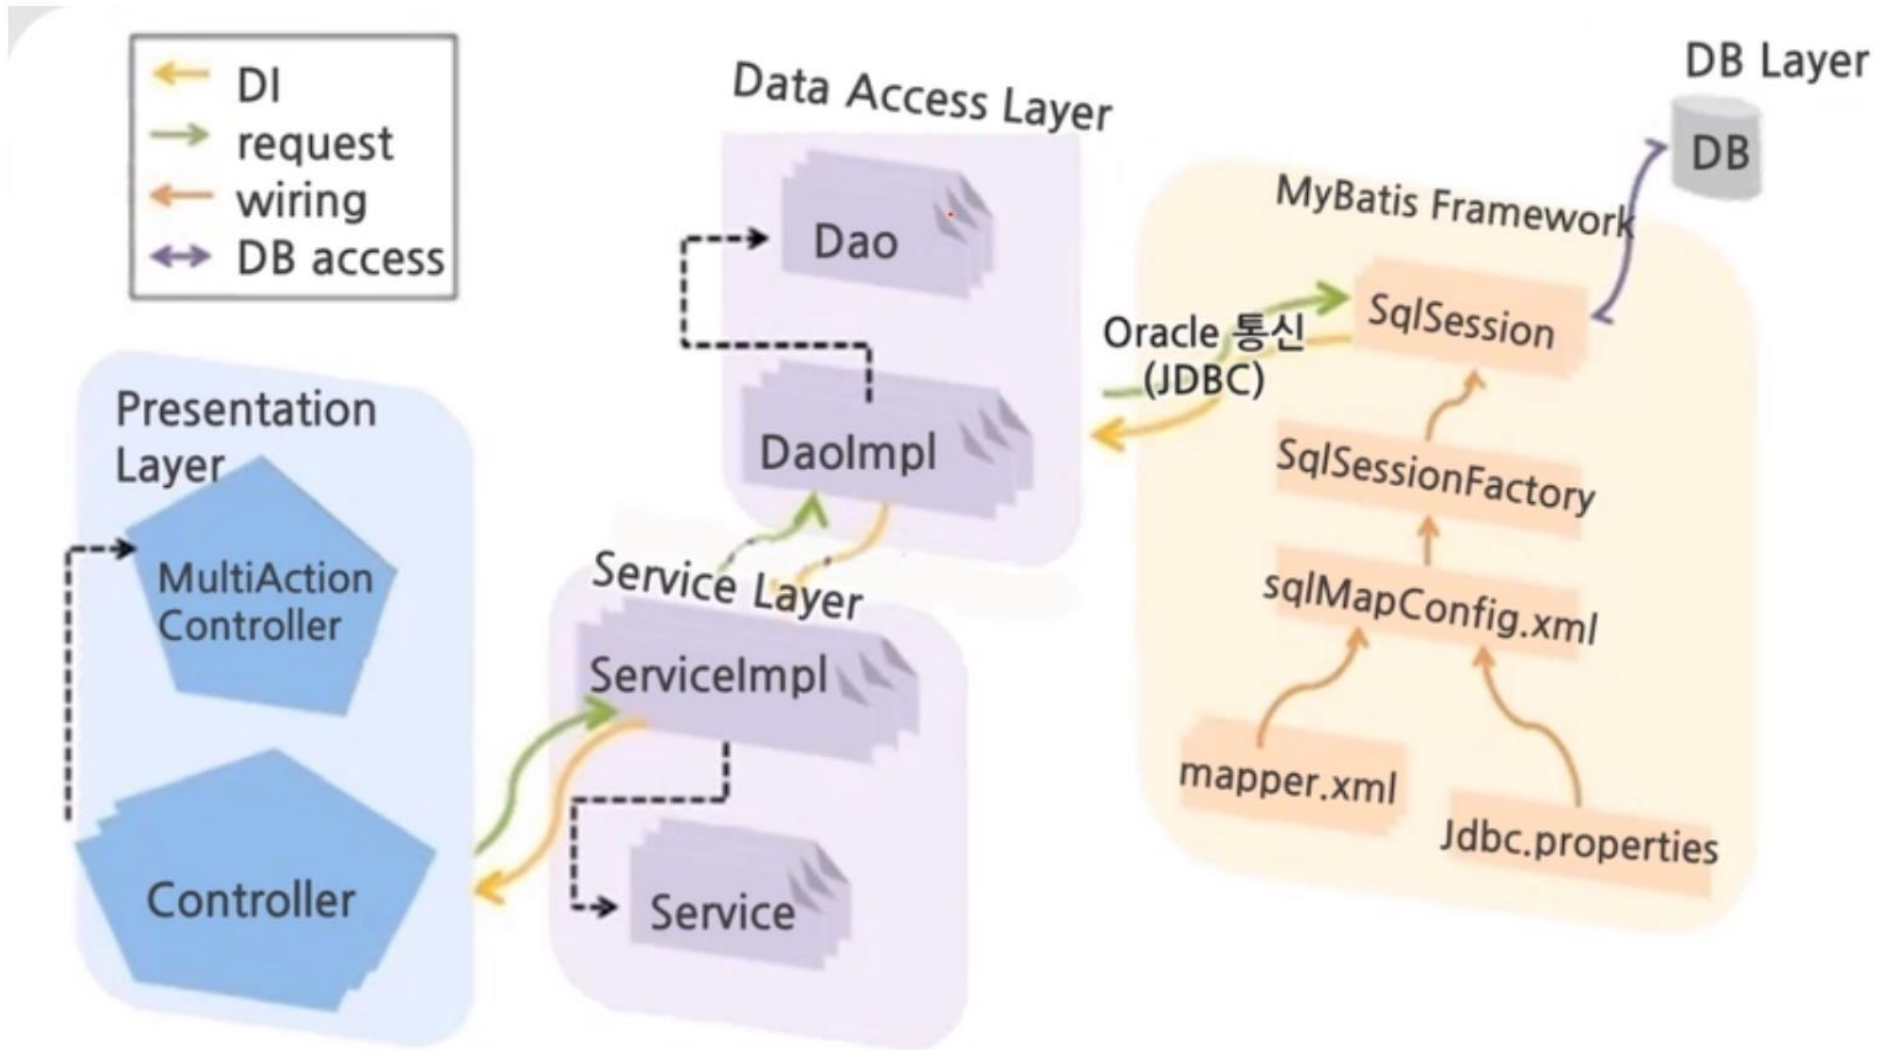 DI
request
wiring
DB access
Presentation
Layer
MultiAction
Controller
Controller
Data Access Layer
Dao
DaoImpl
Service Layer
ServiceImpl
Service
Oracle 통신
(JDBC)
MyBatis Framework
SqlSession
SqlSessionFactory
sqlMapConfig.xml
mapper.xml
Jdbc.properties
DB Layer
DB